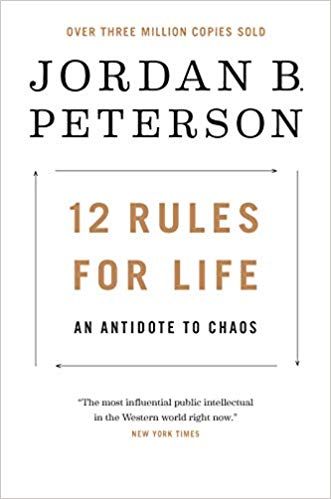 OVER THREE MILLION COPIES SOLD
JORDAN B.
PETERSON
12 RULES
FOR LIFE
AN ANTIDOTE TO CHAOS
"The most influential public intellectual
in the Western world right now."
NEW YORK TIMES